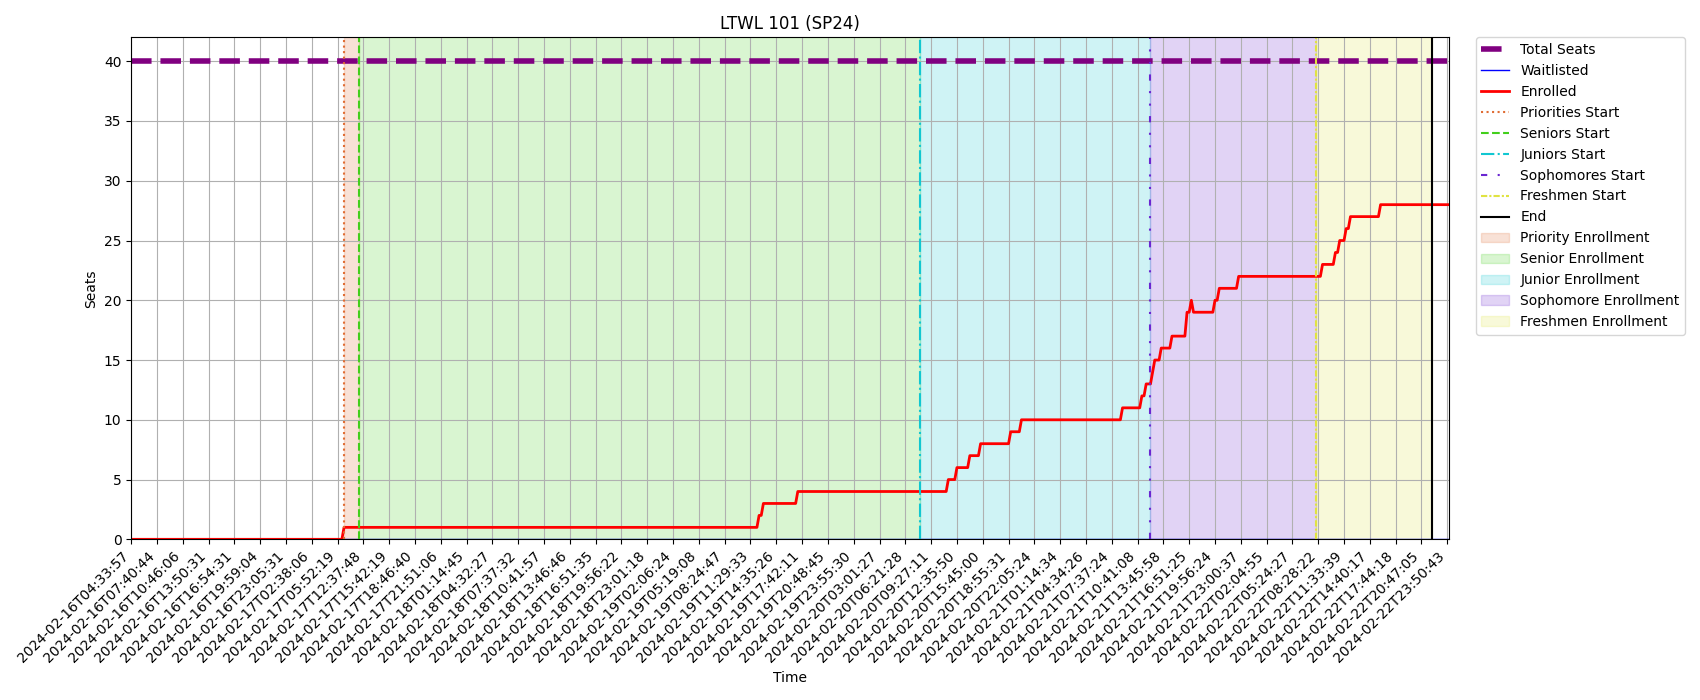 LTWL 101 (SP24)
Seats
40
35
30
25
20
15
10
5
0
2024-02-16T04:33:57
2024-02-16T07:40:44
2024-02-16T10:46:06
2024-02-16T13:50:31
2024-02-16T16:54:31
2024-02-16T19:59:04
2024-02-16T23:05:31
2024-02-17T02:38:06
2024-02-17T05:52:19
2024-02-17T12:37:48
2024-02-17T15:42:19
2024-02-17T18:46:40
2024-02-17T21:51:06
2024-02-18T01:14:45
2024-02-18T04:32:27
2024-02-18T07:37:32
2024-02-18T10:41:57
2024-02-18T13:46:46
2024-02-18T16:51:35
2024-02-18T19:56:22
2024-02-18T23:01:18
2024-02-19T02:06:24
2024-02-19T05:19:08
2024-02-19T08:24:47
2024-02-19T11:29:33
2024-02-19T14:35:26
2024-02-19T17:42:11
2024-02-19T20:48:45
2024-02-19T23:55:30
2024-02-20T03:01:27
2024-02-20T06:21:28
2024-02-20T09:27:11
2024-02-20T12:35:50
2024-02-20T15:45:00
2024-02-20T18:55:31
2024-02-20T22:05:24
2024-02-21T01:14:34
2024-02-21T04:34:26
2024-02-21T07:37:24
2024-02-21T10:41:08
2024-02-21T13:45:58
2024-02-21T16:51:25
2024-02-21T19:56:24
2024-02-21T23:00:37
2024-02-22T02:04:55
2024-02-22T05:24:27
2024-02-22T08:28:22
2024-02-22T11:33:39
2024-02-22T14:40:17
2024-02-22T17:44:18
2024-02-22T20:47:05
2024-02-22T23:50:43
Time
Total Seats
Waitlisted
Enrolled
Priorities Start
Seniors Start
Juniors Start
Sophomores Start
Freshmen Start
End
Priority Enrollment
Senior Enrollment
Junior Enrollment
Sophomore Enrollment
Freshmen Enrollment